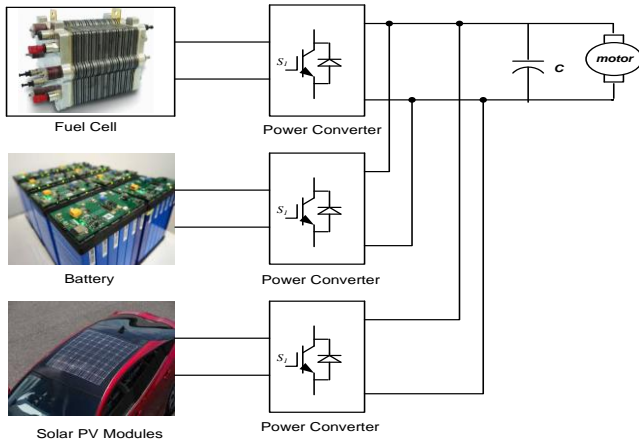 S1
C
motor
Fuel Cell
Power Converter
S1
Battery
Power Converter
S1
Solar PV Modules
Power Converter